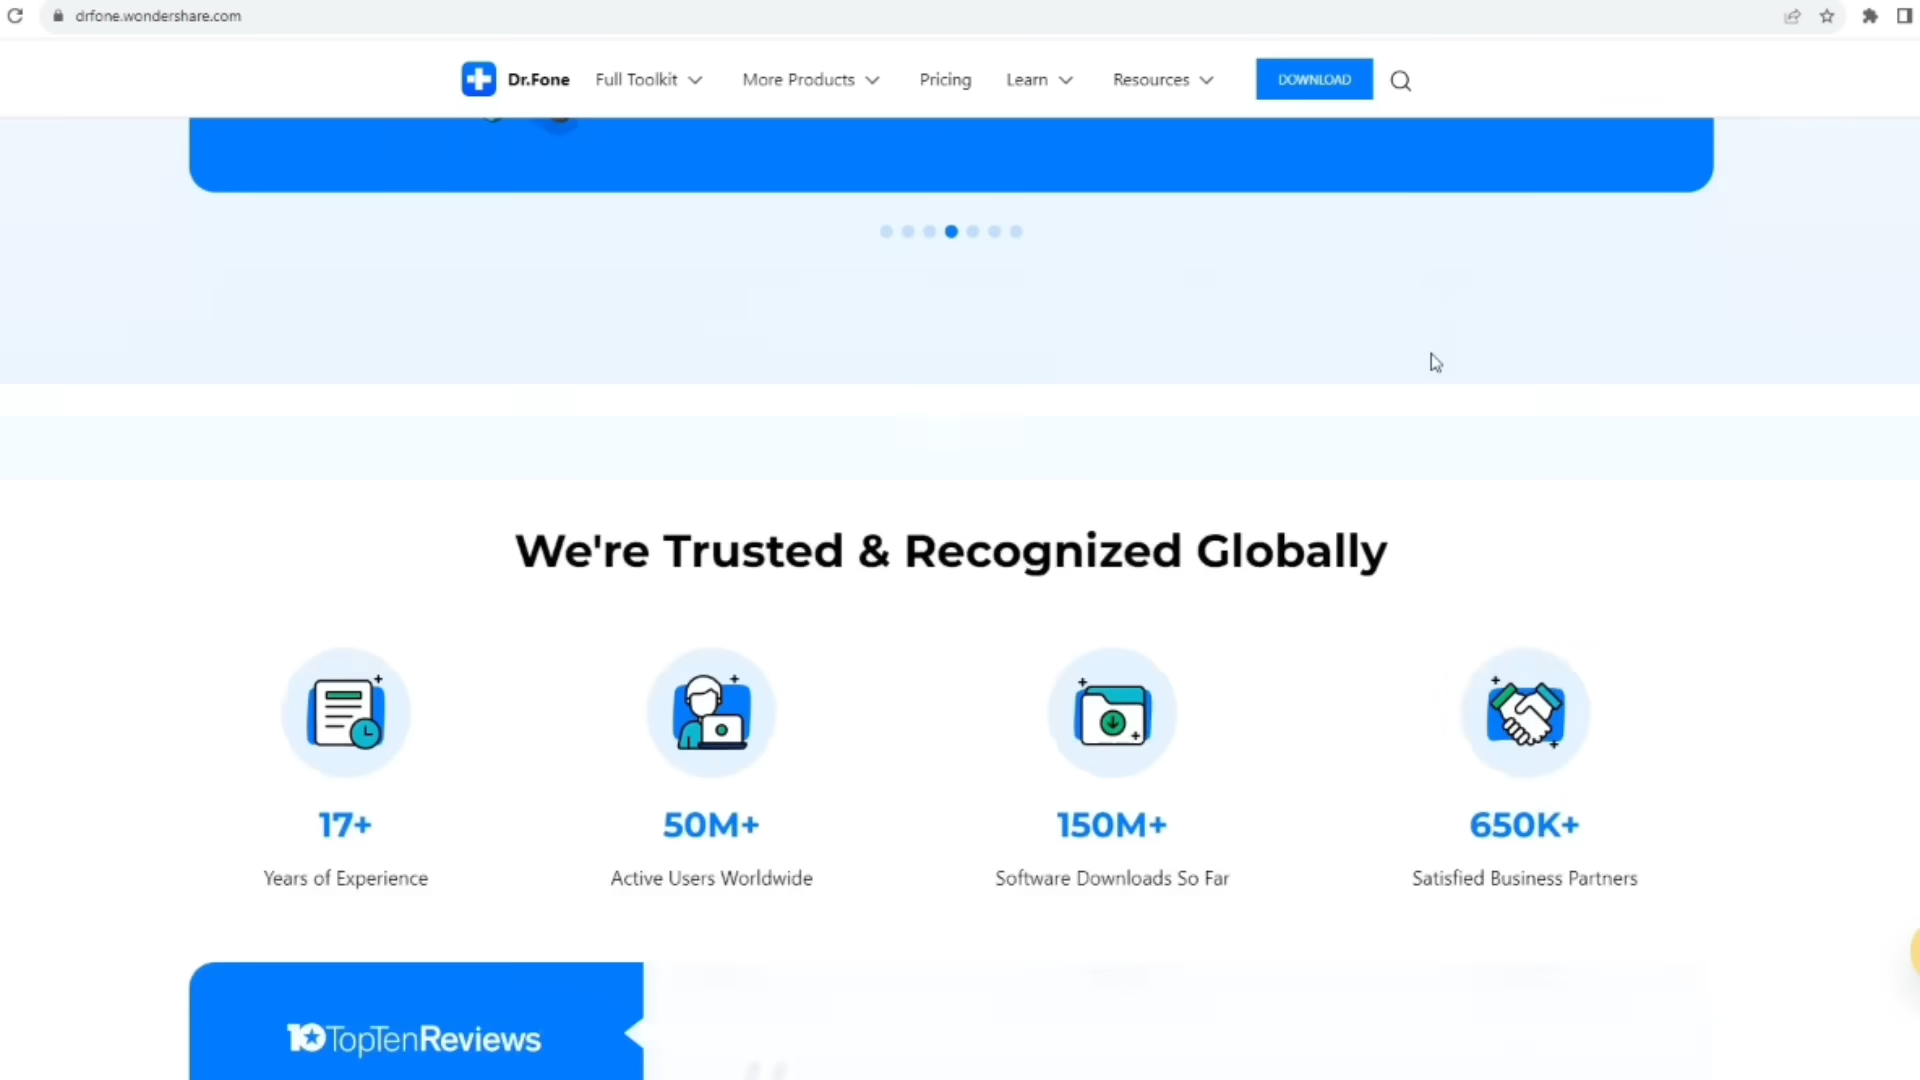 drfone.wondershare.com
Dr.Fone Full Toolkit More Products Pricing Learn Resources DOWNLOAD
We're Trusted & Recognized Globally
17+ 50M+ 150M+ 650K+
Years of Experience Active Users Worldwide Software Downloads So Far Satisfied Business Partners
10TopTenReviews